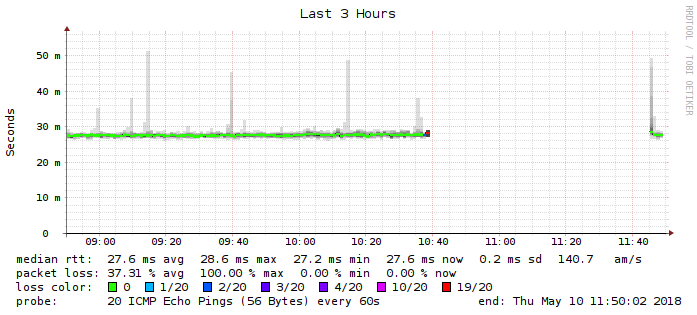 Last 3 Hours
RRDTOOL / TOBI OETIKER
Seconds
50 m
40 m
30 m
20 m
10 m
0
09:00 09:20 09:40 10:00 10:20 10:40 11:00 11:20 11:40
median rtt: 27.6 ms avg 28.6 ms max 27.2 ms min 27.6 ms now 0.2 ms sd 140.7 am/s
packet loss: 37.31 % avg 100.00 % max 0.00 % min 0.00 % now
loss color: 0 1/20 2/20 3/20 4/20 10/20 19/20
probe: 20 ICMP Echo Pings (56 Bytes) every 60s end: Thu May 10 11:50:02 2018